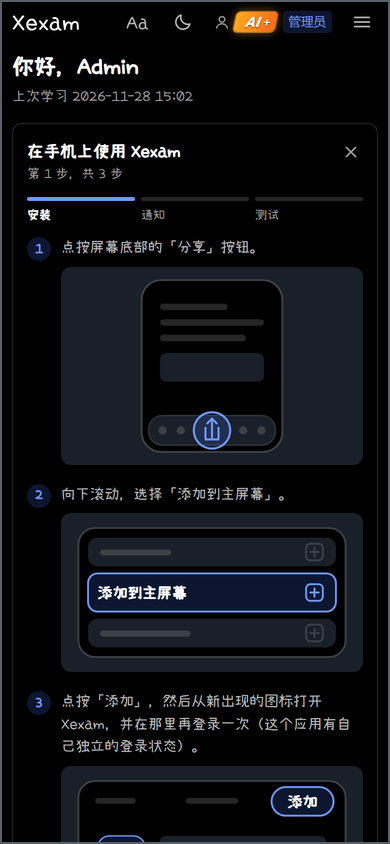 Xexam Aa AI+ 管理员
你好，Admin
上次学习 2026-11-28 15:02
在手机上使用 Xexam
第 1 步，共 3 步
安装 通知 测试
1 点按屏幕底部的「分享」按钮。
2 向下滚动，选择「添加到主屏幕」。
添加到主屏幕
3 点按「添加」，然后从新出现的图标打开
Xexam，并在那里再登录一次（这个应用有自
己独立的登录状态）。
添加